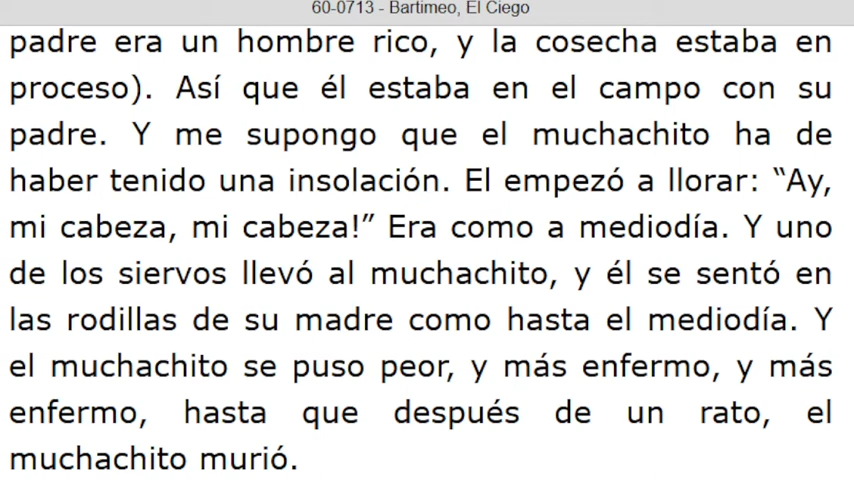 60-0713 - Bartimeo, El Ciego
padre era un hombre rico, y la cosecha estaba en
proceso). Así que él estaba en el campo con su
padre. Y me supongo que el muchachito ha de
haber tenido una insolación. El empezó a llorar: “Ay,
mi cabeza, mi cabeza!” Era como a mediodía. Y uno
de los siervos llevó al muchachito, y él se sentó en
las rodillas de su madre como hasta el mediodía. Y
el muchachito se puso peor, y más enfermo, y más
enfermo, hasta que después de un rato, el
muchachito murió.